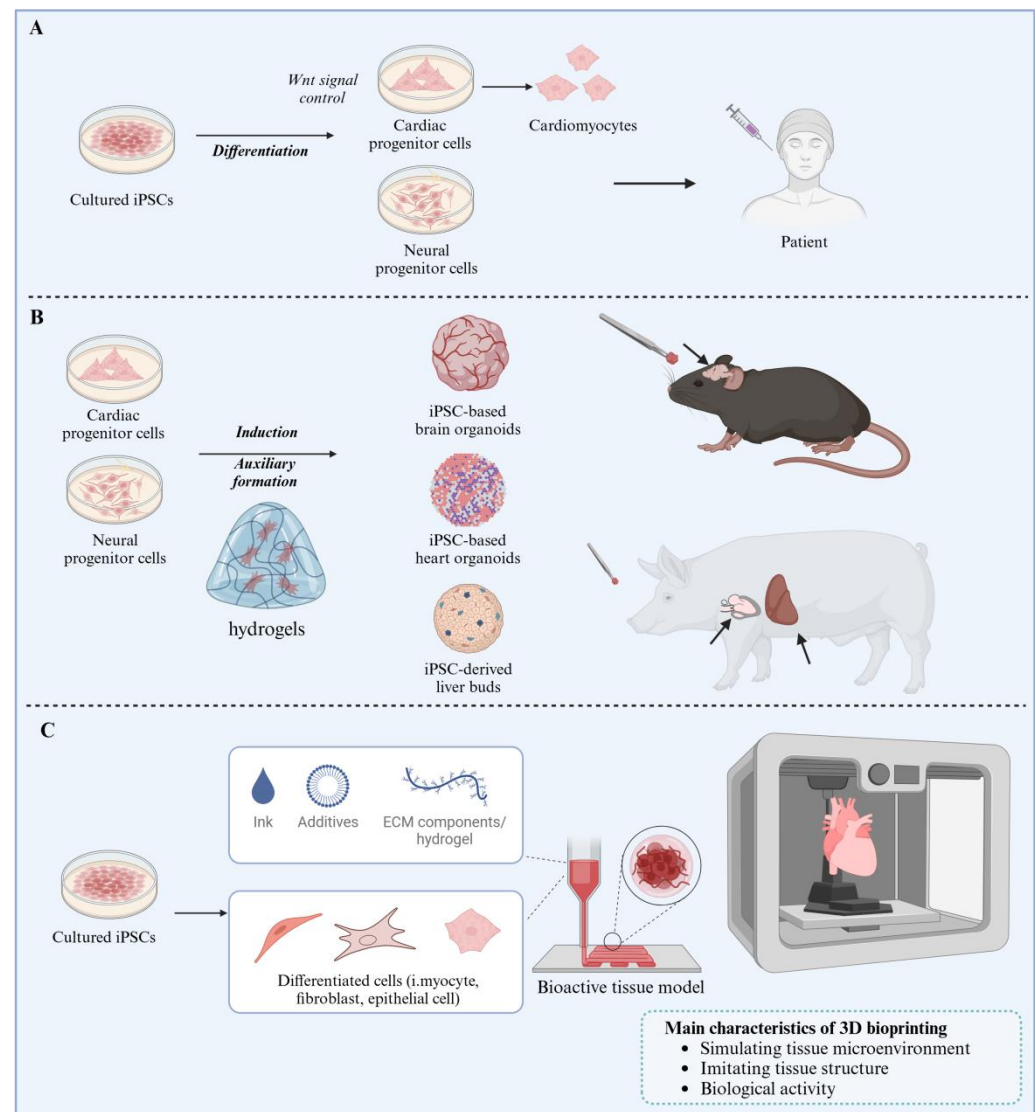 A
Wnt signal
control
Cultured iPSCs
Differentiation
Cardiac
progenitor cells
Cardiomyocytes
Neural
progenitor cells
Patient
B
Cardiac
progenitor cells
Neural
progenitor cells
Induction
Auxiliary
formation
hydrogels
iPSC-based
brain organoids
iPSC-based
heart organoids
iPSC-derived
liver buds
C
Cultured iPSCs
Ink
Additives
ECM components/
hydrogel
Differentiated cells (i.myocyte,
fibroblast, epithelial cell)
Bioactive tissue model
Main characteristics of 3D bioprinting
• Simulating tissue microenvironment
• Imitating tissue structure
• Biological activity